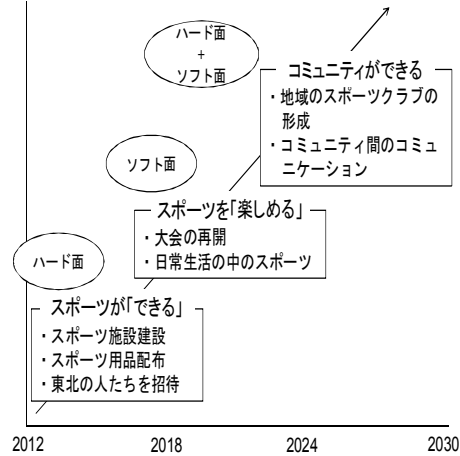 ハード面
+
ソフト面
コミュニティができる
・地域のスポーツクラブの
形成
・コミュニティ間のコミュ
ニケーション
ソフト面
スポーツを「楽しめる」
・大会の再開
・日常生活の中のスポーツ
ハード面
スポーツが「できる」
・スポーツ施設建設
・スポーツ用品配布
・東北の人たちを招待
2012 2018 2024 2030